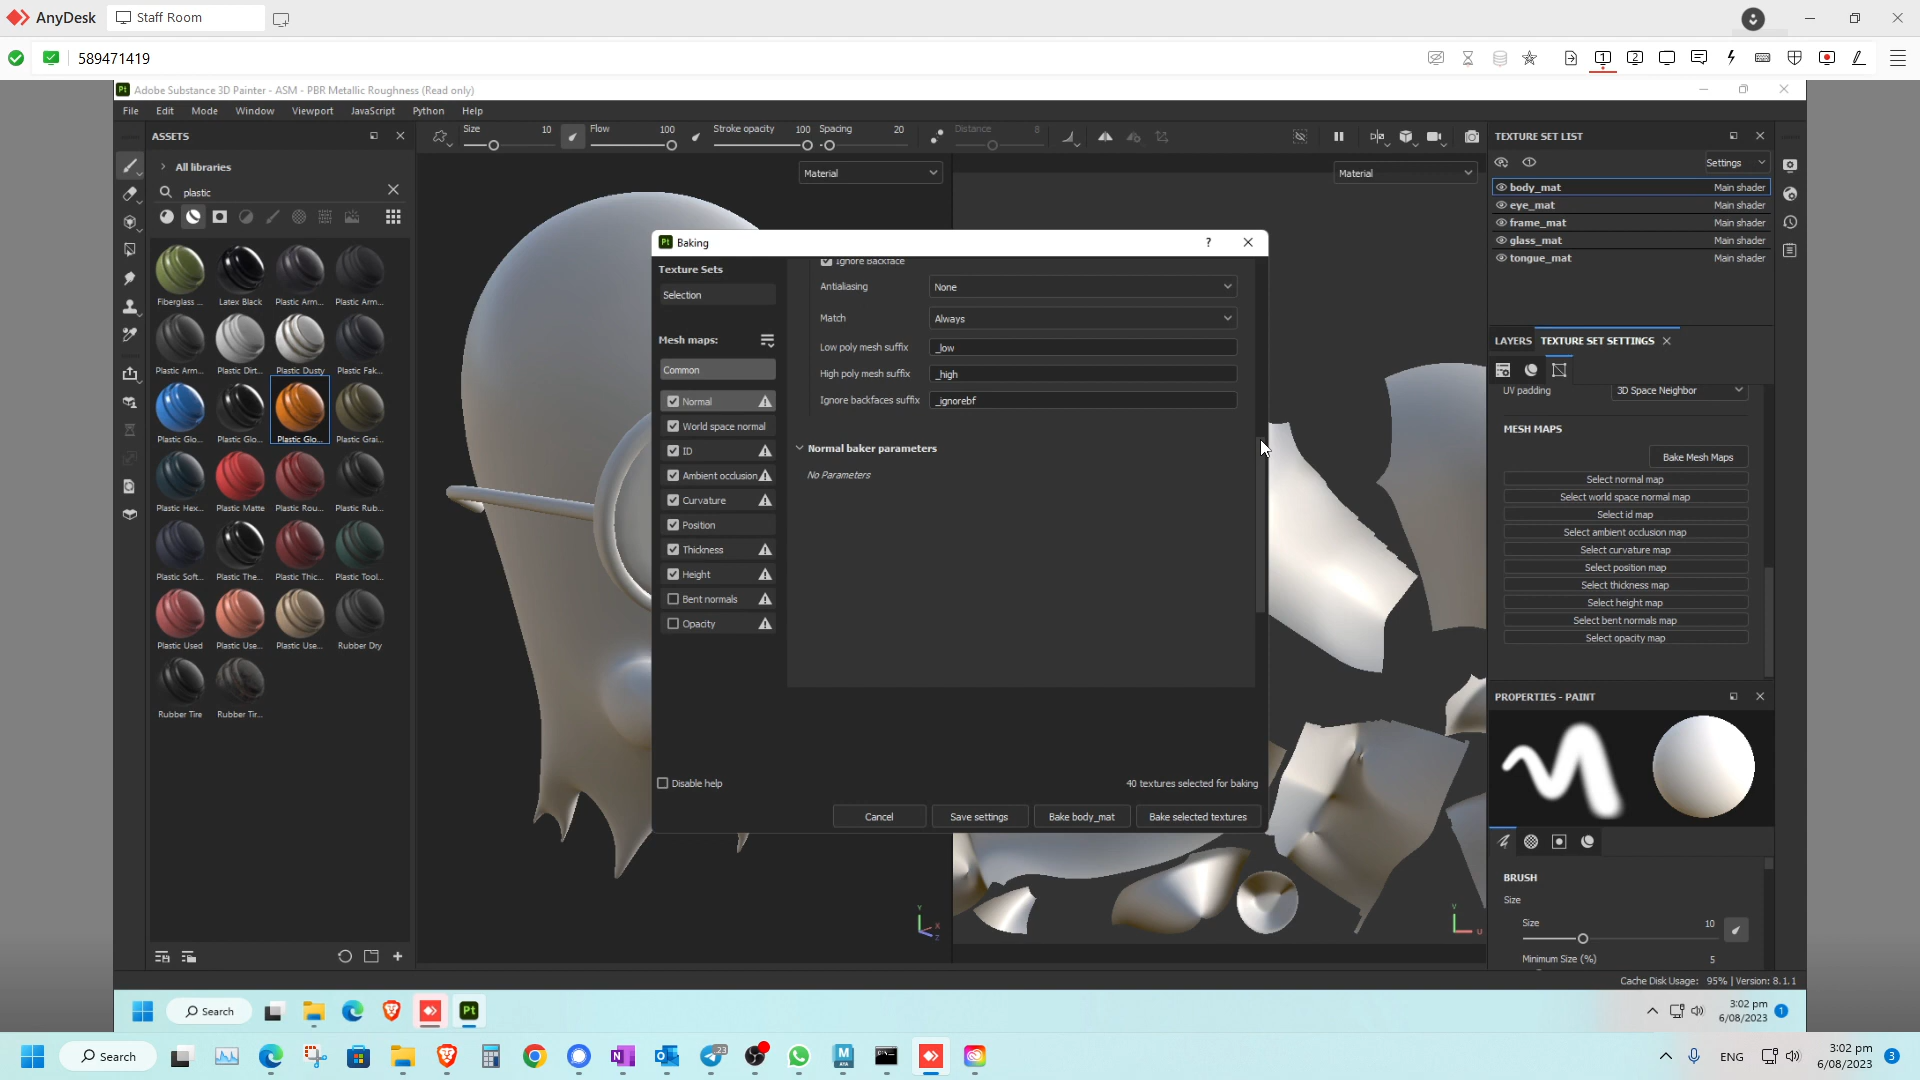 AnyDesk
Staff Room
589471419
Adobe Substance 3D Painter - ASM - PBR Metallic Roughness (Read only)
File Edit Mode Window Viewport JavaScript Python Help
ASSETS
All libraries
plastic
Fiberglass ... Latex Black Plastic Arm... Plastic Arm...
Plastic Arm... Plastic Dirt... Plastic Dusty Plastic Fak...
Plastic Glo... Plastic Glo... Plastic Glo... Plastic Grai...
Plastic Hex... Plastic Matte Plastic Rou... Plastic Rub...
Plastic Soft... Plastic The... Plastic Thic... Plastic Tool...
Plastic Used Plastic Use... Plastic Use... Rubber Dry
Rubber Tire Rubber Tir...
Size 10 Flow 100 Stroke opacity 100 Spacing 20 Distance 8
Material
Material
Pt Baking ?
Texture Sets
Selection
Mesh maps:
Common
Normal
World space normal
ID
Ambient occlusion
Curvature
Position
Thickness
Height
Bent normals
Opacity
Ignore Backface
Antialiasing None
Match Always
Low poly mesh suffix _low
High poly mesh suffix _high
Ignore backfaces suffix _ignorebf
Normal baker parameters
No Parameters
Disable help
40 textures selected for baking
Cancel Save settings Bake body_mat Bake selected textures
TEXTURE SET LIST
Settings
body_mat Main shader
eye_mat Main shader
frame_mat Main shader
glass_mat Main shader
tongue_mat Main shader
LAYERS TEXTURE SET SETTINGS
UV padding 3D Space Neighbor
MESH MAPS
Bake Mesh Maps
Select normal map
Select world space normal map
Select id map
Select ambient occlusion map
Select curvature map
Select position map
Select thickness map
Select height map
Select bent normals map
Select opacity map
PROPERTIES - PAINT
BRUSH
Size
Size 10
Minimum Size (%) 5
Cache Disk Usage: 95% | Version: 8.1.1
Search
3:02 pm
6/08/2023
1
Search
23
ENG
3:02 pm
6/08/2023
3